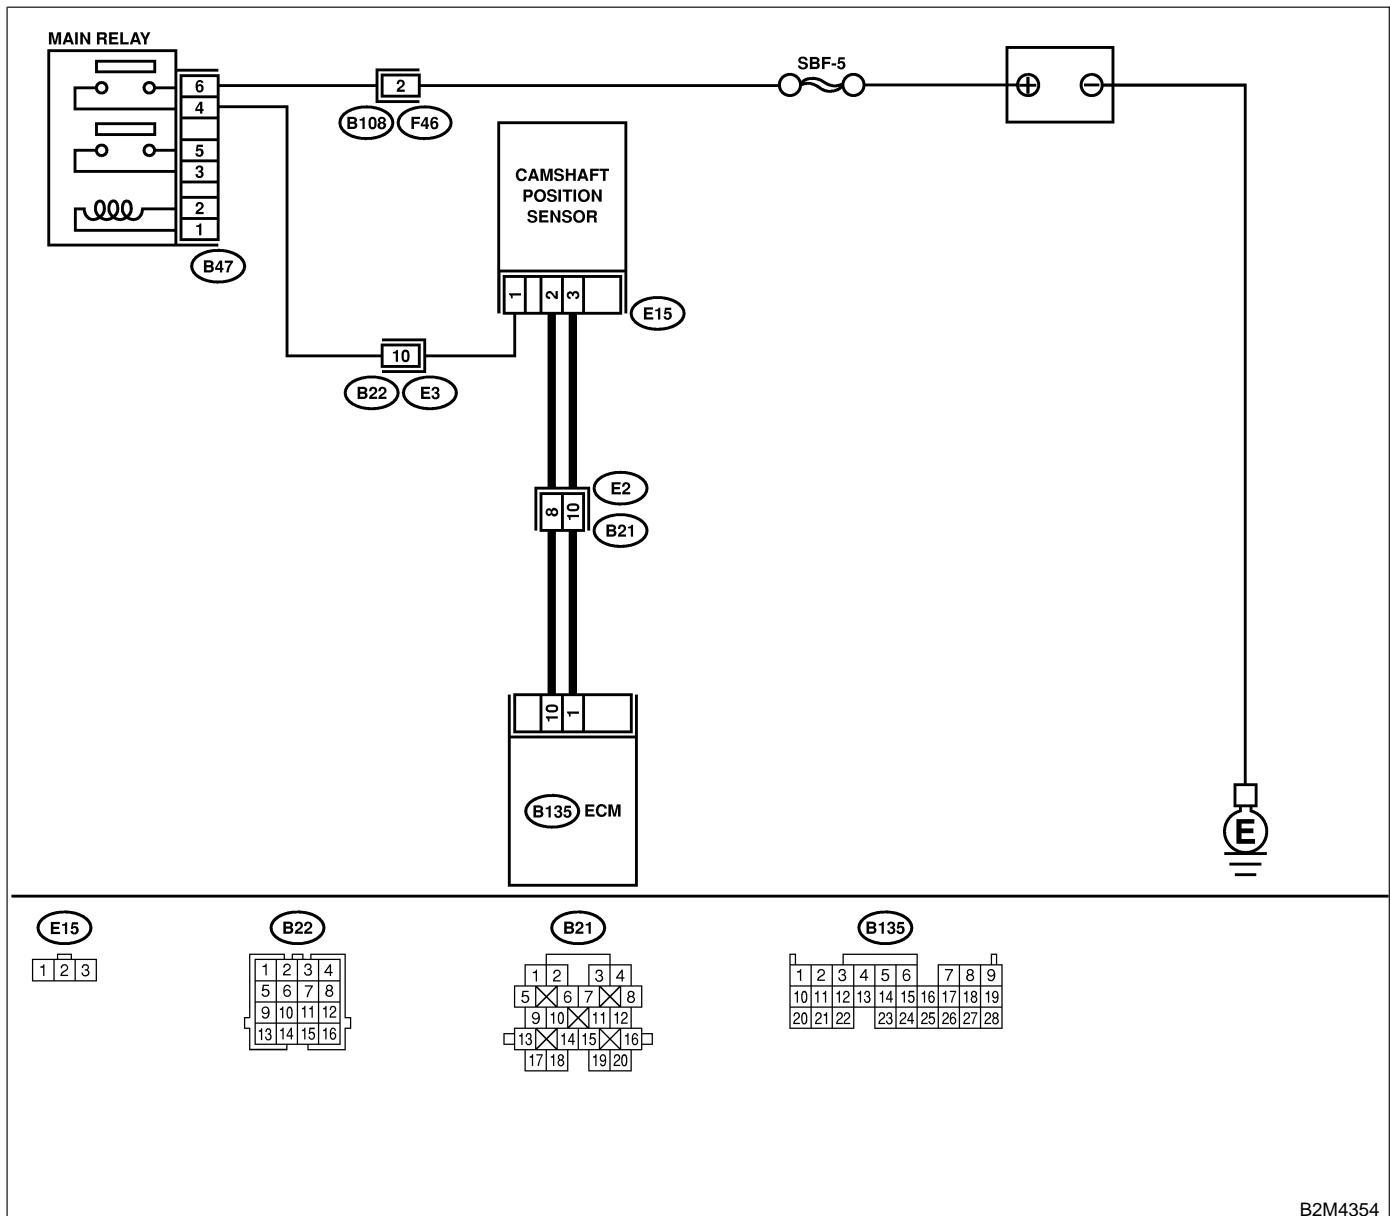 MAIN RELAY
SBF-5
6
2
4
B108 F46
5
3
2
1
B47
CAMSHAFT
POSITION
SENSOR
1 2 3
E15
10
B22 E3
E2
8 10
B21
10 1
B135 ECM
E
E15
1 2 3
B22
1 2 3 4
5 6 7 8
9 10 11 12
13 14 15 16
B21
1 2 3 4
5 6 7 8
9 10 11 12
13 14 15 16
17 18 19 20
B135
1 2 3 4 5 6 7 8 9
10 11 12 13 14 15 16 17 18 19
20 21 22 23 24 25 26 27 28
B2M4354